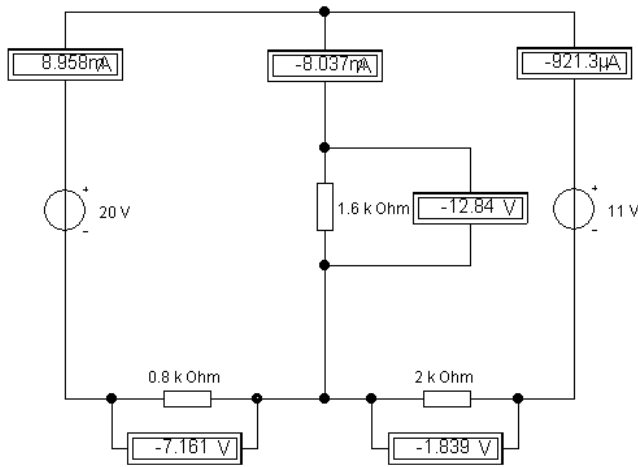 8.958mA
-8.037mA
-921.3µA
+
20 V
-
1.6 k Ohm
-12.84 V
+
11 V
-
0.8 k Ohm
2 k Ohm
-7.161 V
-1.839 V